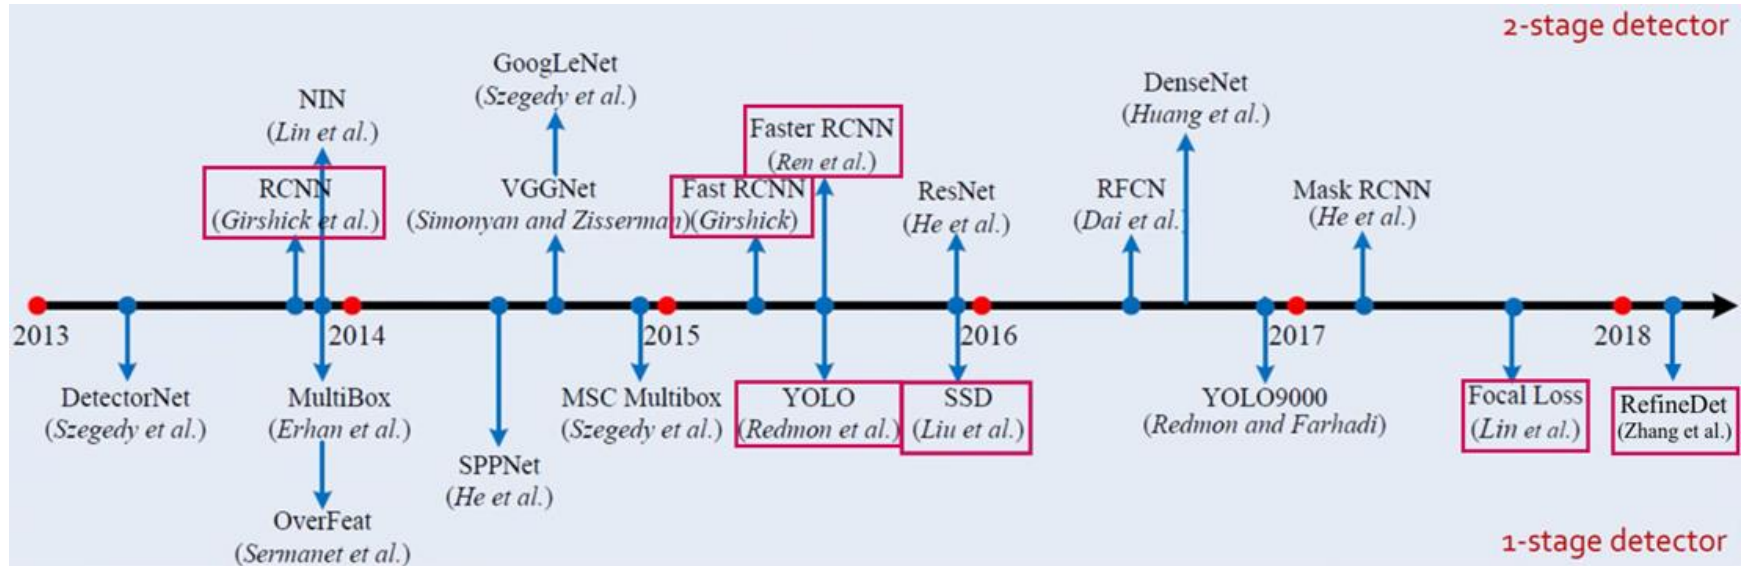 2-stage detector
GoogLeNet
(Szegedy et al.)
DenseNet
(Huang et al.)
NIN
(Lin et al.)
Faster RCNN
(Ren et al.)
RCNN
(Girshick et al.)
VGGNet
(Simonyan and Zisserman)
Fast RCNN
(Girshick)
ResNet
(He et al.)
RFCN
(Dai et al.)
Mask RCNN
(He et al.)
2013
2014
2015
2016
2017
2018
DetectorNet
(Szegedy et al.)
MultiBox
(Erhan et al.)
MSC Multibox
(Szegedy et al.)
YOLO
(Redmon et al.)
SSD
(Liu et al.)
YOLO9000
(Redmon and Farhadi)
Focal Loss
(Lin et al.)
RefineDet
(Zhang et al.)
SPPNet
(He et al.)
OverFeat
(Sermanet et al.)
1-stage detector